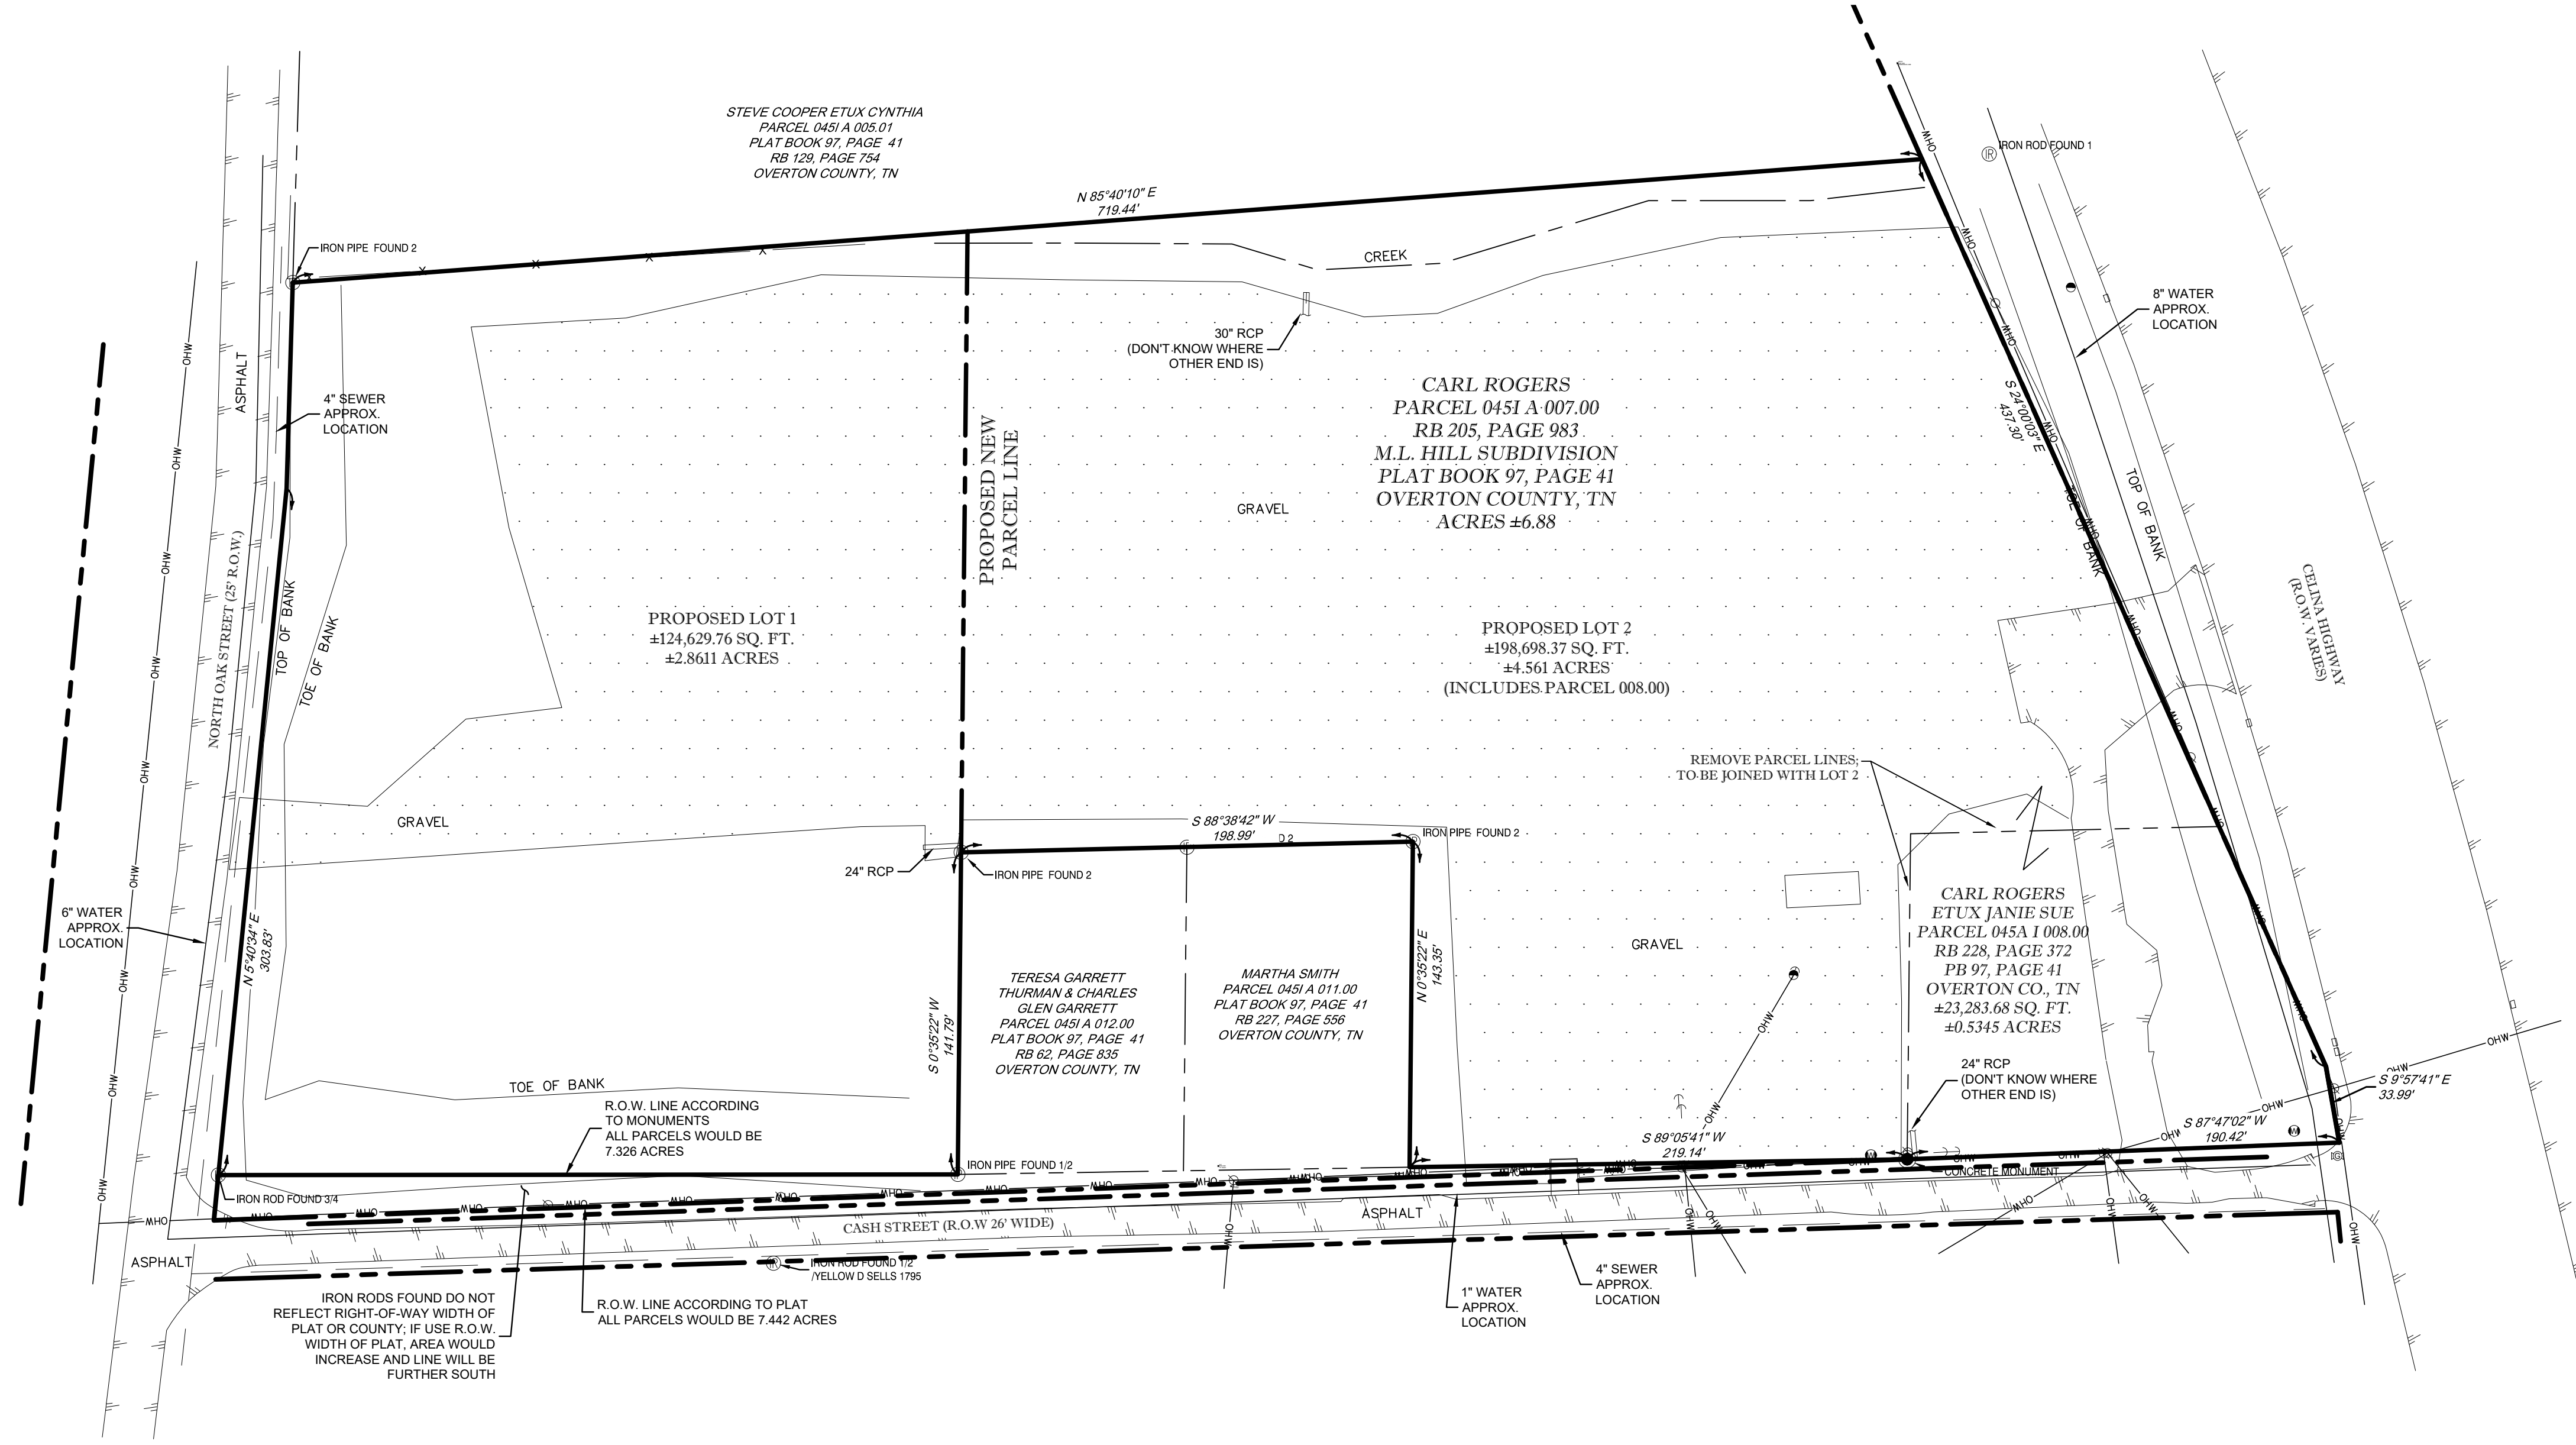 STEVE COOPER ETUX CYNTHIA
PARCEL 045I A 005.01
PLAT BOOK 97, PAGE 41
RB 129, PAGE 754
OVERTON COUNTY, TN
N 85°40'10" E
719.44'
IRON ROD FOUND 1
IRON PIPE FOUND 2
CREEK
8" WATER
APPROX.
LOCATION
30" RCP
(DON'T KNOW WHERE
OTHER END IS)
ASPHALT
4" SEWER
APPROX.
LOCATION
CARL ROGERS
PARCEL 045I A 007.00
RB 205, PAGE 983
M.L. HILL SUBDIVISION
PLAT BOOK 97, PAGE 41
OVERTON COUNTY, TN
ACRES ±6.88
S 24°00'03" E
437.30'
PROPOSED NEW
PARCEL LINE
GRAVEL
TOP OF BANK
TOE OF BANK
NORTH OAK STREET (25' R.O.W.)
TOP OF BANK
TOE OF BANK
CELINA HIGHWAY
(R.O.W. VARIES)
PROPOSED LOT 1
±124,629.76 SQ. FT.
±2.8611 ACRES
PROPOSED LOT 2
±198,698.37 SQ. FT.
±4.561 ACRES
(INCLUDES PARCEL 008.00)
REMOVE PARCEL LINES;
TO BE JOINED WITH LOT 2
GRAVEL
S 88°38'42" W
198.99'
D 2
IRON PIPE FOUND 2
24" RCP
IRON PIPE FOUND 2
6" WATER
APPROX.
LOCATION
N 5°40'34" E
303.83'
CARL ROGERS
ETUX JANIE SUE
PARCEL 045A I 008.00
RB 228, PAGE 372
PB 97, PAGE 41
OVERTON CO., TN
±23,283.68 SQ. FT.
±0.5345 ACRES
GRAVEL
N 0°35'22" E
143.35'
S 0°35'22" W
141.79'
TERESA GARRETT
THURMAN & CHARLES
GLEN GARRETT
PARCEL 045I A 012.00
PLAT BOOK 97, PAGE 41
RB 62, PAGE 835
OVERTON COUNTY, TN
MARTHA SMITH
PARCEL 045I A 011.00
PLAT BOOK 97, PAGE 41
RB 227, PAGE 556
OVERTON COUNTY, TN
24" RCP
(DON'T KNOW WHERE
OTHER END IS)
OHW
OHW
S 9°57'41" E
33.99'
TOE OF BANK
R.O.W. LINE ACCORDING
TO MONUMENTS
ALL PARCELS WOULD BE
7.326 ACRES
S 89°05'41" W
219.14'
S 87°47'02" W
190.42'
IRON PIPE FOUND 1/2
CONCRETE MONUMENT
IRON ROD FOUND 3/4
CASH STREET (R.O.W 26' WIDE)
ASPHALT
ASPHALT
IRON ROD FOUND 1/2
/YELLOW D SELLS 1795
IRON RODS FOUND DO NOT
REFLECT RIGHT-OF-WAY WIDTH OF
PLAT OR COUNTY; IF USE R.O.W.
WIDTH OF PLAT, AREA WOULD
INCREASE AND LINE WILL BE
FURTHER SOUTH
R.O.W. LINE ACCORDING TO PLAT
ALL PARCELS WOULD BE 7.442 ACRES
1" WATER
APPROX.
LOCATION
4" SEWER
APPROX.
LOCATION